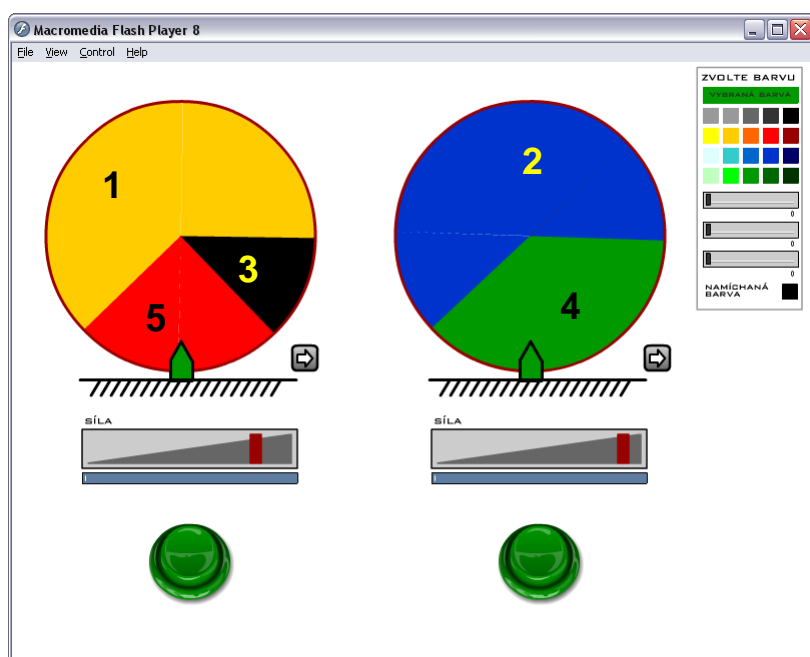 Macromedia Flash Player 8
File View Control Help
ZVOLTE BARVU
VYBRANÁ BARVA
1
2
3
5
4
0
0
0
NAMÍCHANÁ
BARVA
SÍLA
SÍLA